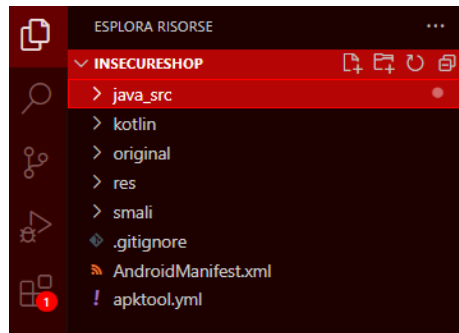 ESPLORA RISORSE
INSECURESHOP
java_src
kotlin
original
res
smali
.gitignore
AndroidManifest.xml
! apktool.yml
1